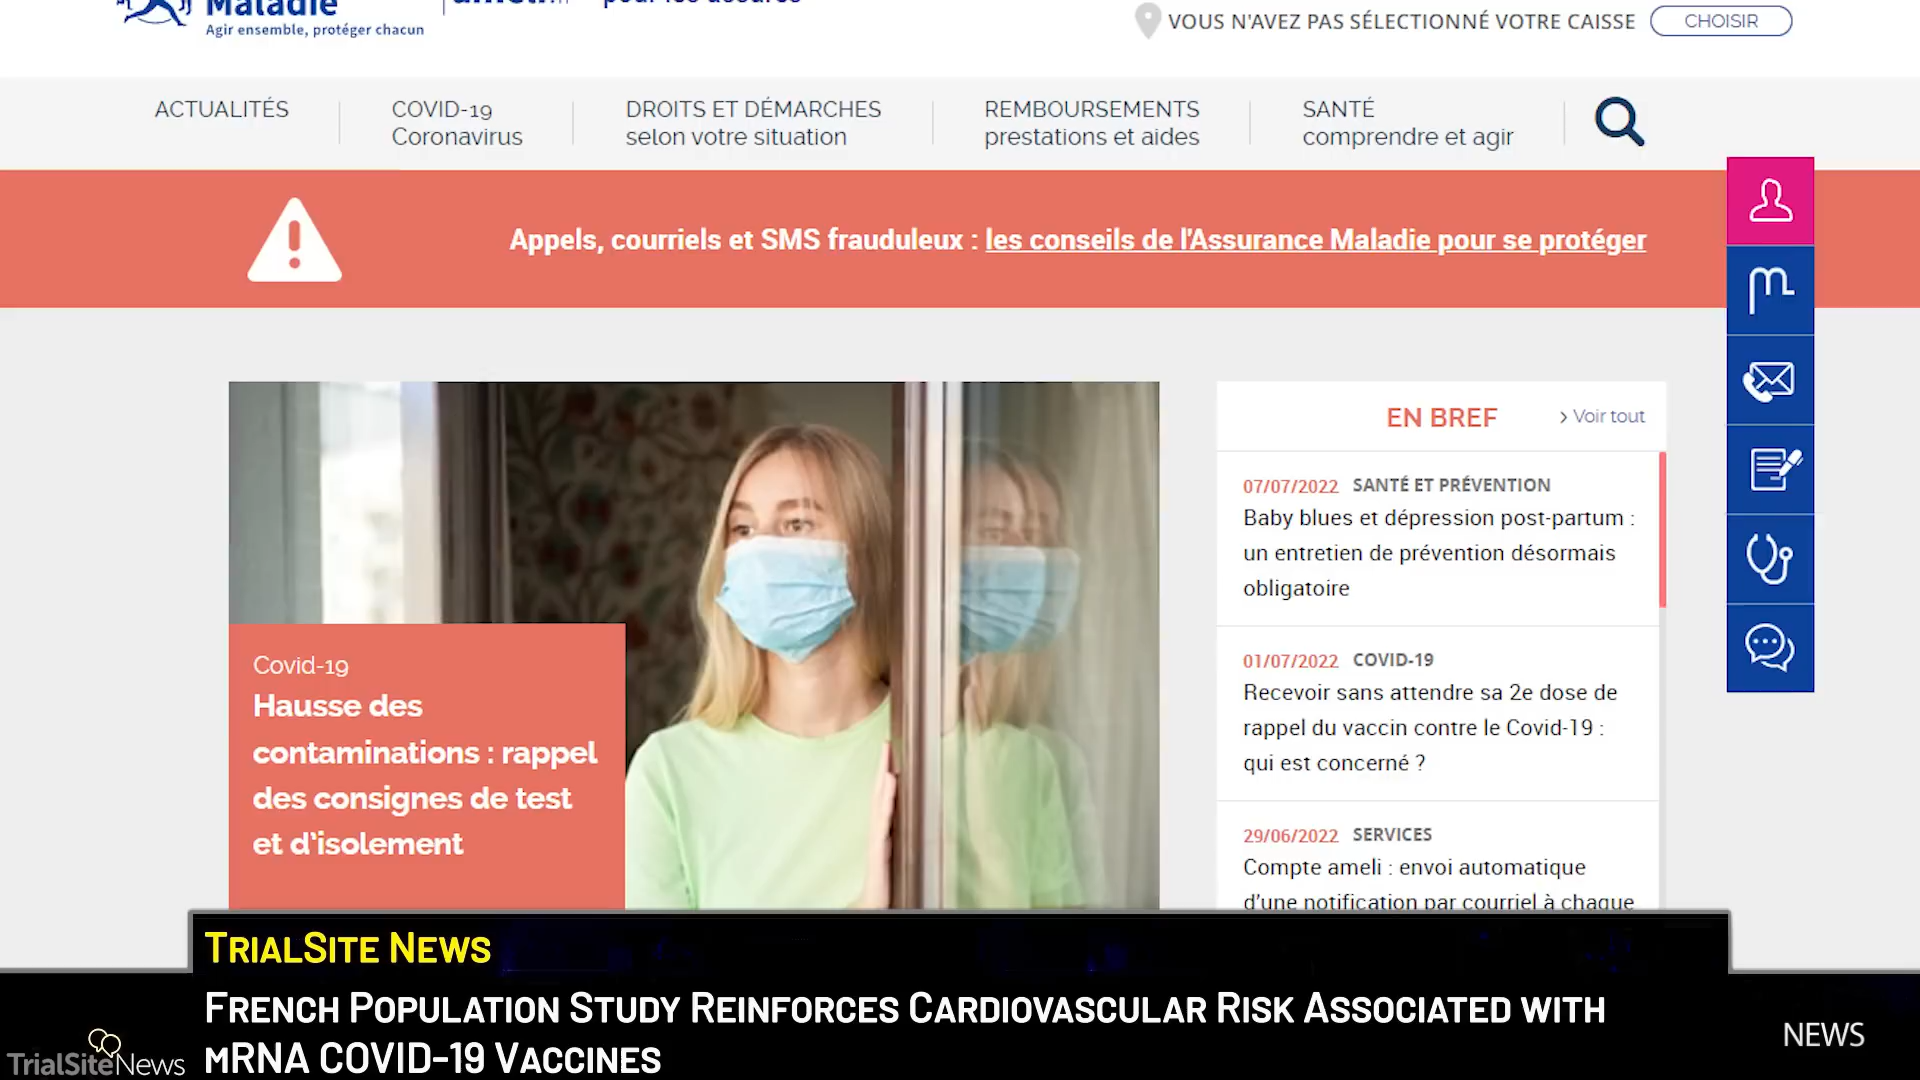 Maladie
Agir ensemble, protéger chacun
pour les assurés
VOUS N'AVEZ PAS SÉLECTIONNÉ VOTRE CAISSE
CHOISIR
ACTUALITÉS
COVID-19
Coronavirus
DROITS ET DÉMARCHES
selon votre situation
REMBOURSEMENTS
prestations et aides
SANTÉ
comprendre et agir
Appels, courriels et SMS frauduleux : les conseils de l'Assurance Maladie pour se protéger
Covid-19
Hausse des
contaminations : rappel
des consignes de test
et d'isolement
EN BREF
Voir tout
07/07/2022 SANTÉ ET PRÉVENTION
Baby blues et dépression post-partum :
un entretien de prévention désormais
obligatoire
01/07/2022 COVID-19
Recevoir sans attendre sa 2e dose de
rappel du vaccin contre le Covid-19 :
qui est concerné ?
29/06/2022 SERVICES
Compte ameli : envoi automatique
d'une notification par courriel à chaque
TrialSite News
French Population Study Reinforces Cardiovascular Risk Associated with
mRNA COVID-19 Vaccines
TrialSiteNews
NEWS